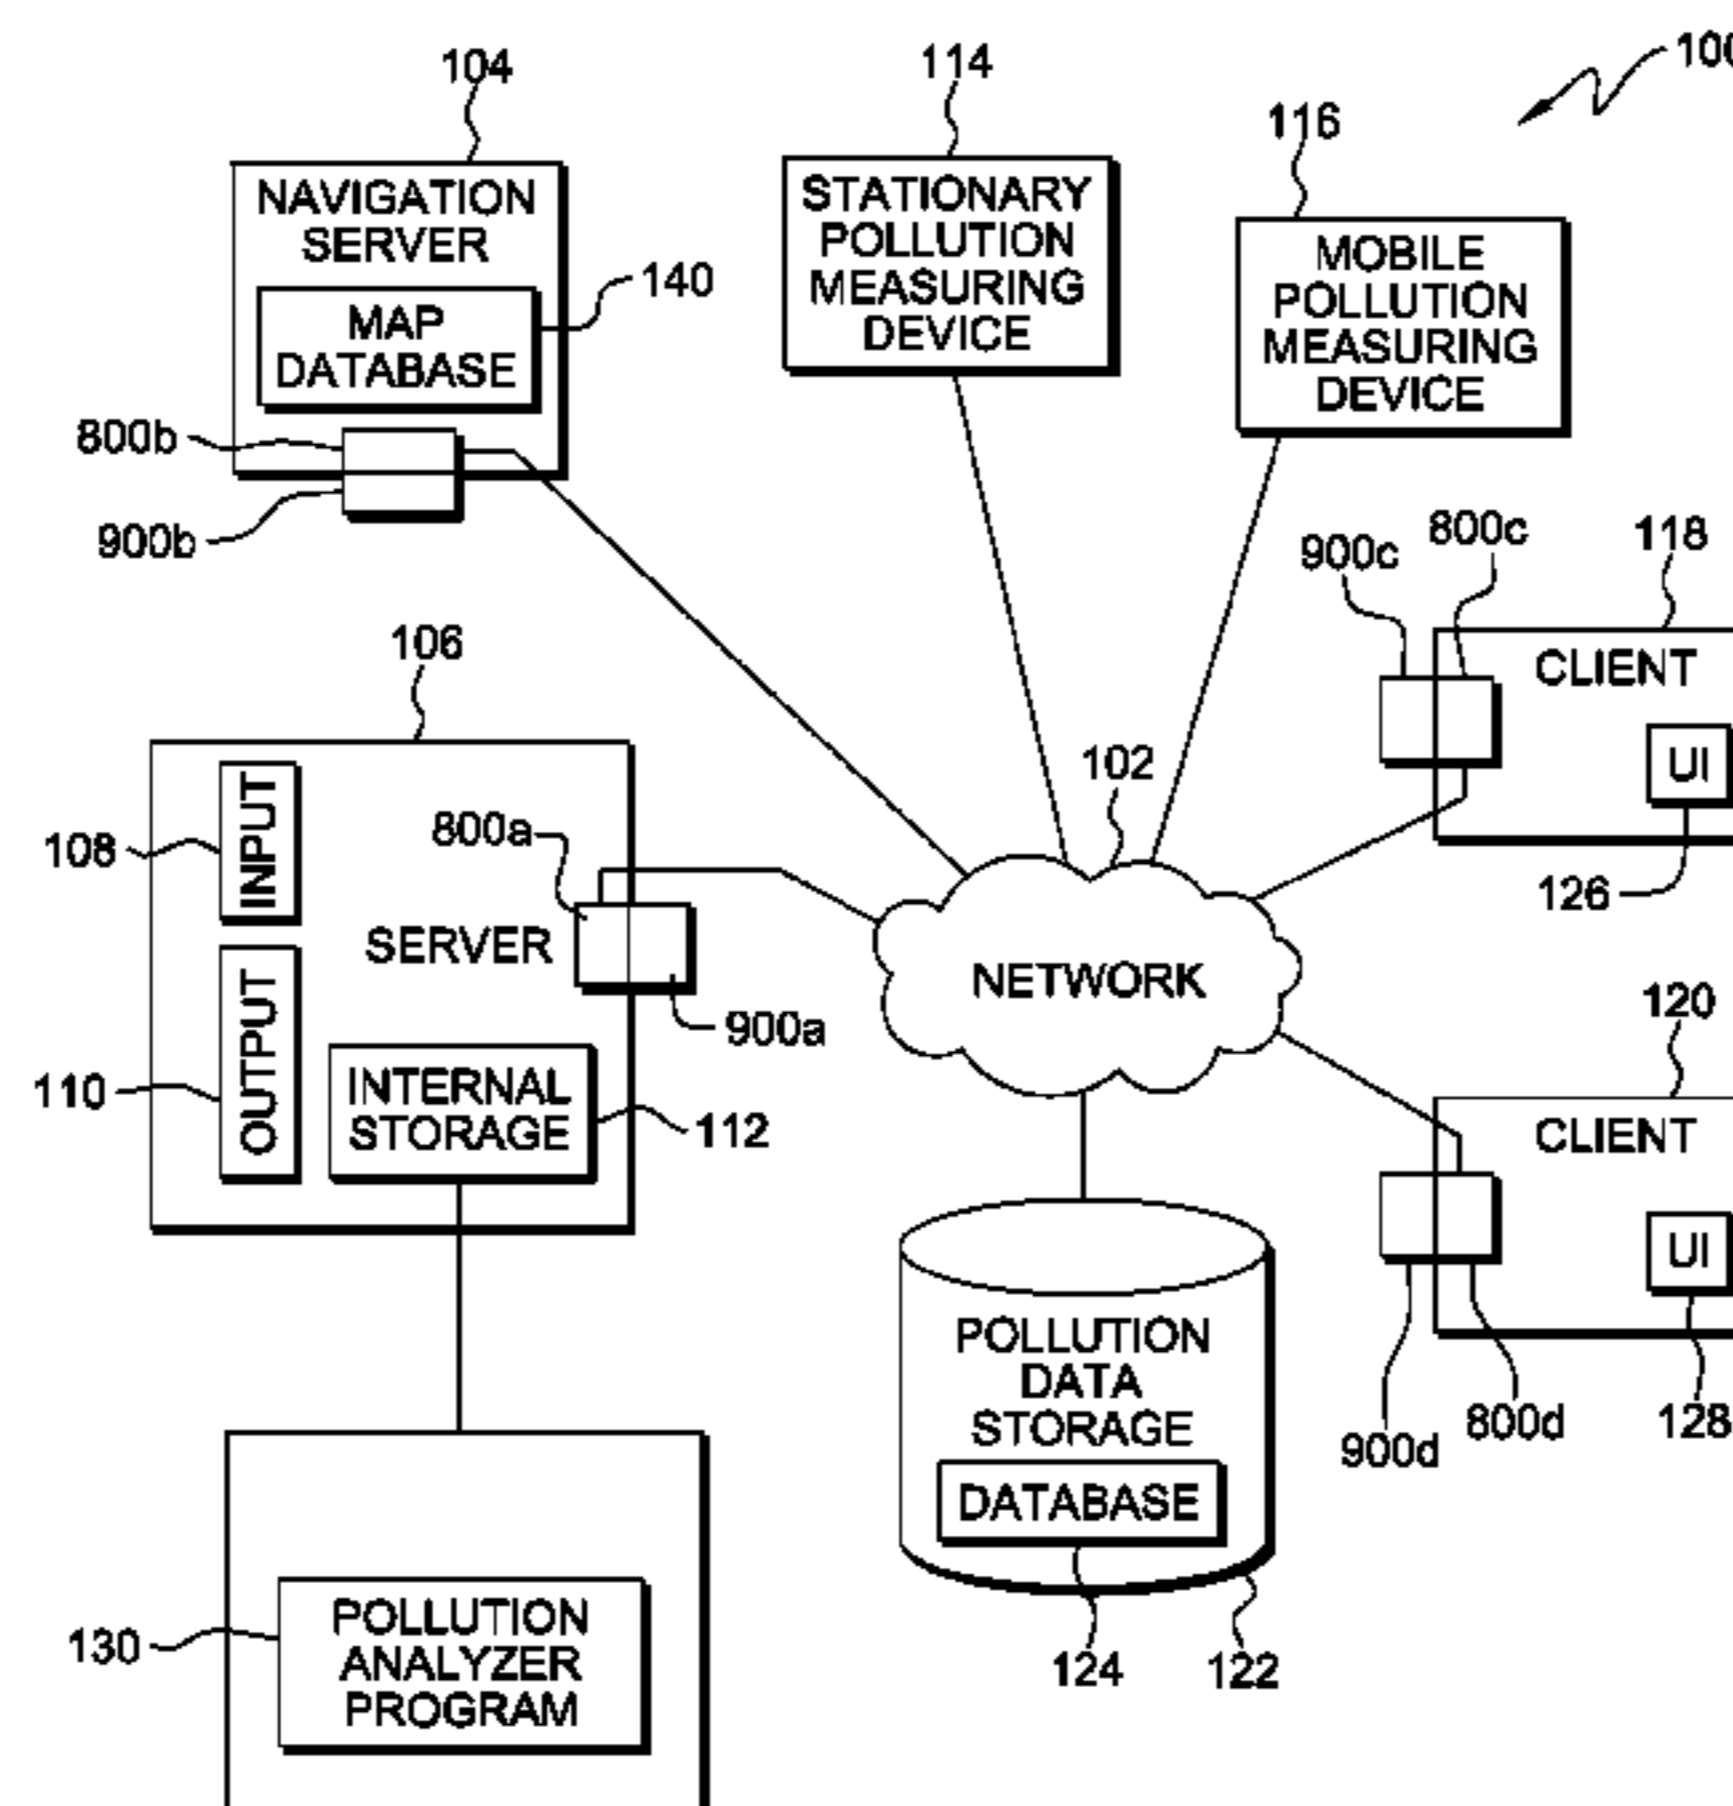 104
114
100
116
NAVIGATION
SERVER
MAP
DATABASE
140
800b
900b
STATIONARY
POLLUTION
MEASURING
DEVICE
MOBILE
POLLUTION
MEASURING
DEVICE
900c
800c
118
CLIENT
UI
126
106
INPUT
108
800a
SERVER
900a
OUTPUT
110
INTERNAL
STORAGE
112
102
NETWORK
120
CLIENT
UI
900d
800d
128
POLLUTION
DATA
STORAGE
DATABASE
124
122
130
POLLUTION
ANALYZER
PROGRAM